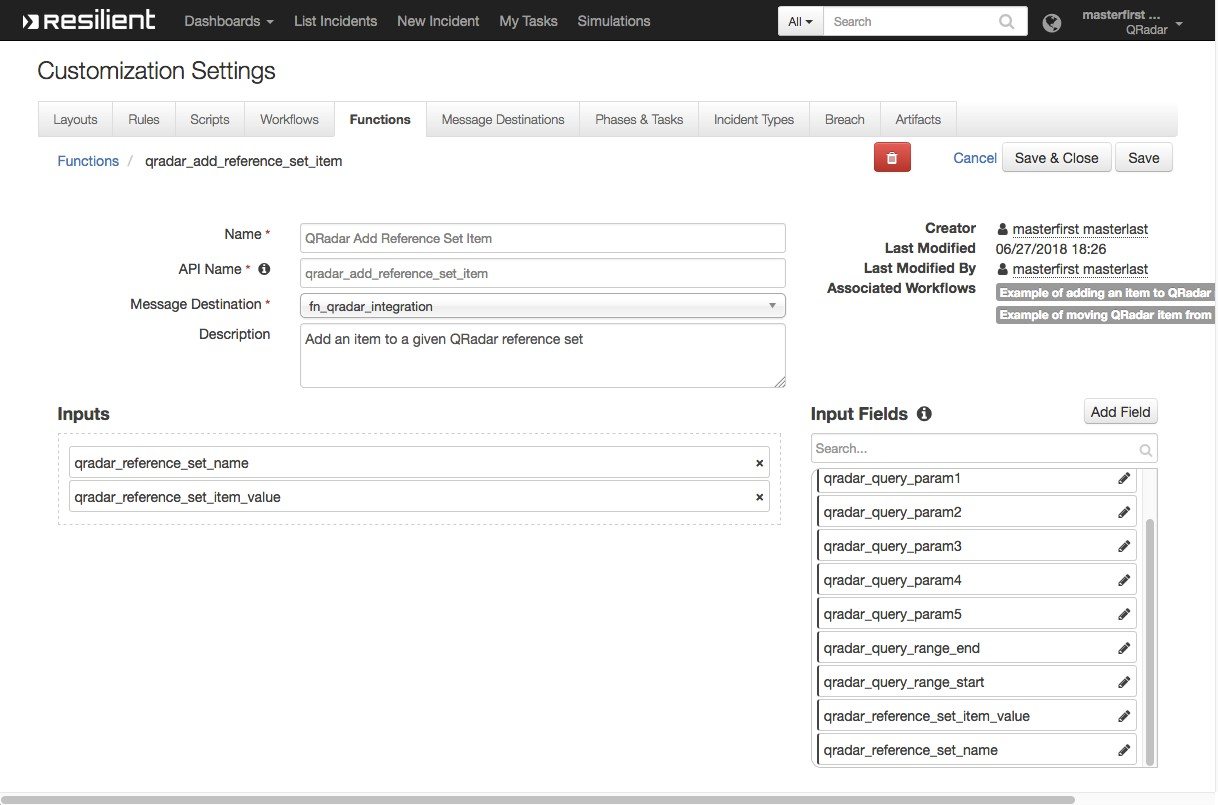 Resilient Dashboards List Incidents New Incident My Tasks Simulations All Search masterfirst ...
QRadar
Customization Settings
Layouts Rules Scripts Workflows Functions Message Destinations Phases & Tasks Incident Types Breach Artifacts
Functions / qradar_add_reference_set_item Cancel Save & Close Save
Name * QRadar Add Reference Set Item
API Name * qradar_add_reference_set_item
Message Destination * fn_qradar_integration
Description Add an item to a given QRadar reference set
Creator masterfirst masterlast
Last Modified 06/27/2018 18:26
Last Modified By masterfirst masterlast
Associated Workflows Example of adding an item to QRadar
Example of moving QRadar item from
Inputs
qradar_reference_set_name ×
qradar_reference_set_item_value ×
Input Fields Add Field
Search...
qradar_query_param1
qradar_query_param2
qradar_query_param3
qradar_query_param4
qradar_query_param5
qradar_query_range_end
qradar_query_range_start
qradar_reference_set_item_value
qradar_reference_set_name